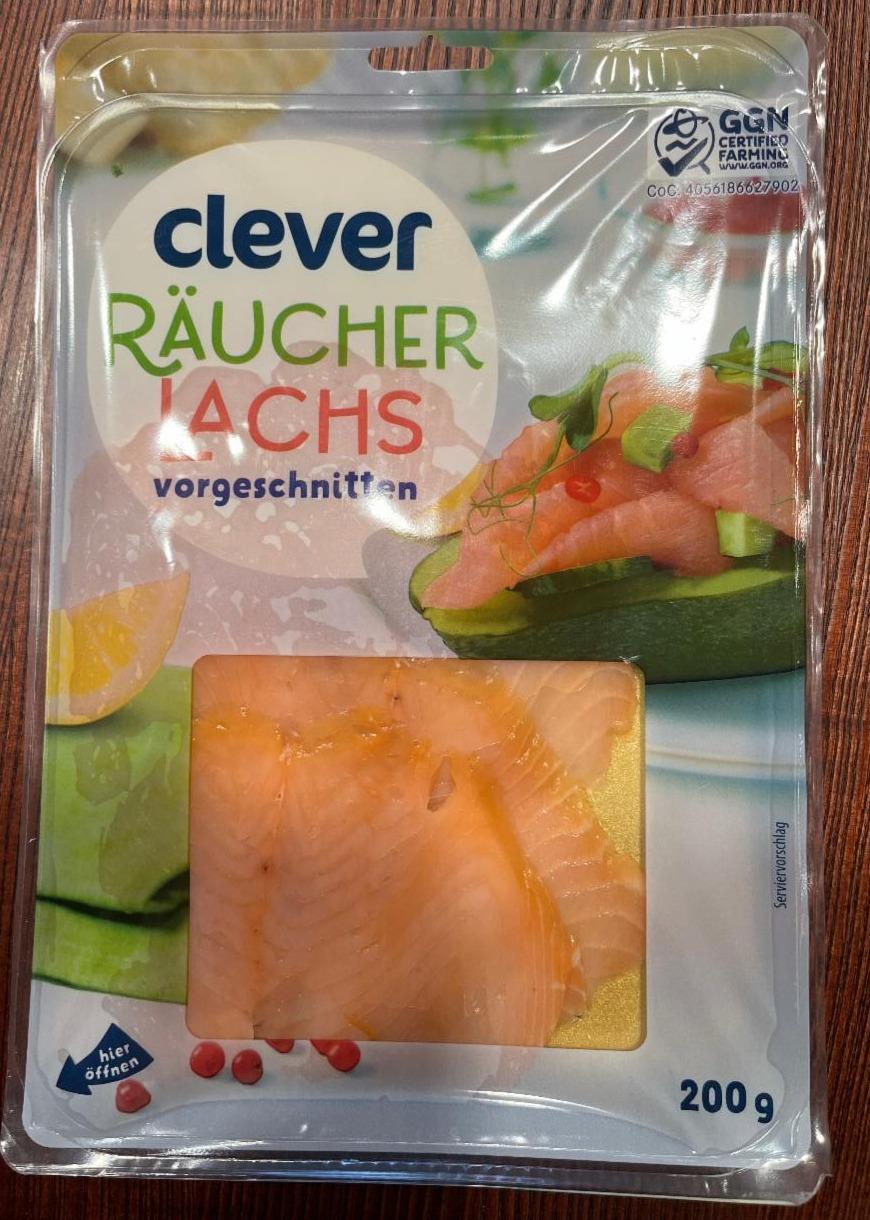 GGN
CERTIFIED
FARMING
WWW.GGN.ORG
CoC: 4056186627902
clever
RÄUCHER
LACHS
vorgeschnitten
Serviervorschlag
hier
öffnen
200 g